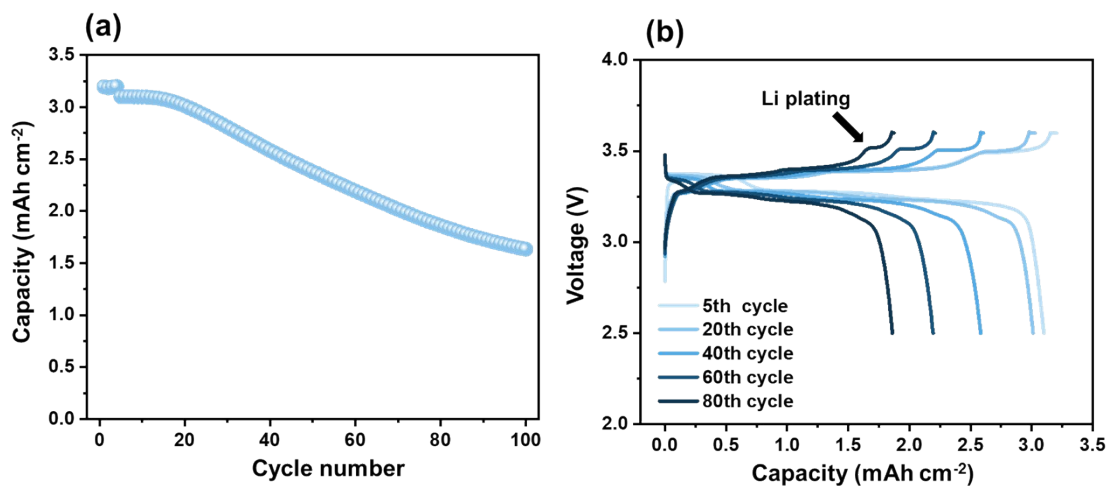 (a)
3.5
3.0
2.5
2.0
1.5
1.0
0.5
0.0
Capacity (mAh cm-2)
0
20
40
60
80
100
Cycle number
(b)
4.0
3.5
3.0
2.5
2.0
Voltage (V)
Li plating
5th cycle
20th cycle
40th cycle
60th cycle
80th cycle
0.0
0.5
1.0
1.5
2.0
2.5
3.0
3.5
Capacity (mAh cm-2)